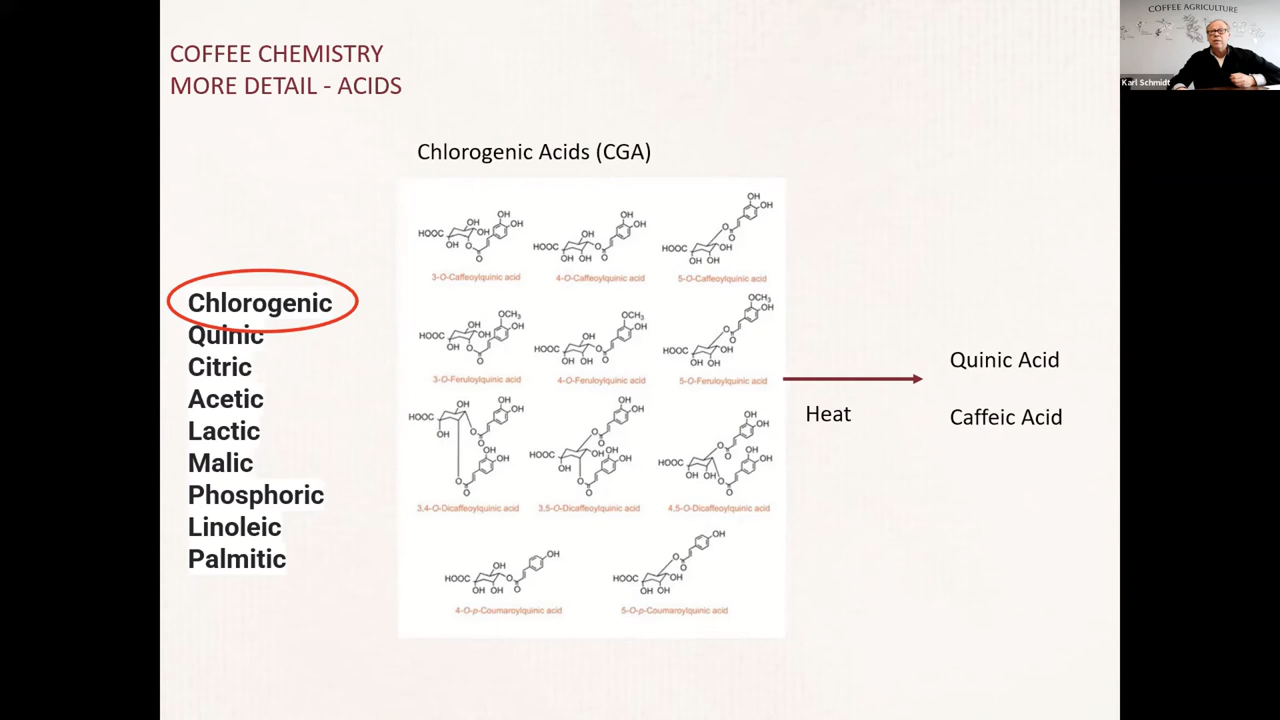 COFFEE CHEMISTRY
MORE DETAIL - ACIDS
COFFEE AGRICULTURE
Karl Schmidt
Chlorogenic Acids (CGA)
Chlorogenic
Quinic
Citric
Acetic
Lactic
Malic
Phosphoric
Linoleic
Palmitic
3-O-Caffeoylquinic acid
4-O-Caffeoylquinic acid
5-O-Caffeoylquinic acid
3-O-Feruloylquinic acid
4-O-Feruloylquinic acid
5-O-Feruloylquinic acid
3,4-O-Dicaffeoylquinic acid
3,5-O-Dicaffeoylquinic acid
4,5-O-Dicaffeoylquinic acid
4-O-p-Coumaroylquinic acid
5-O-p-Coumaroylquinic acid
Heat
Quinic Acid
Caffeic Acid